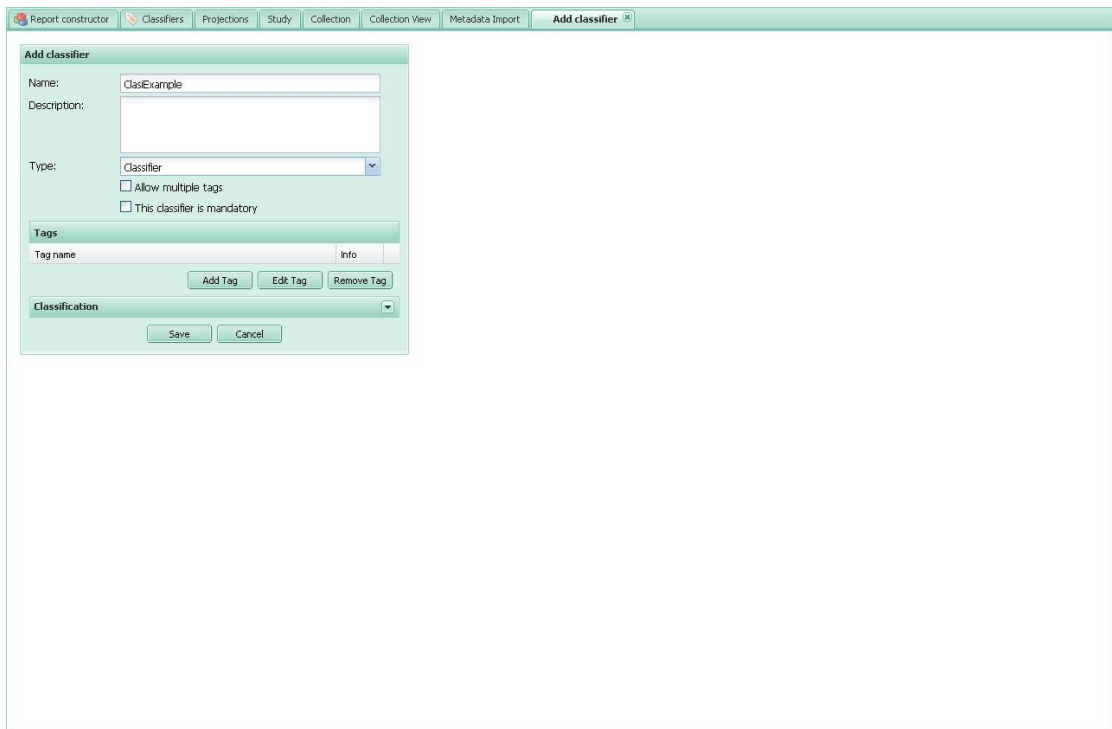 Report constructor Classifiers Projections Study Collection Collection View Metadata Import Add classifier
Add classifier
Name: ClasiExample
Description:
Type: Classifier
Allow multiple tags
This classifier is mandatory
Tags
Tag name Info
Add Tag Edit Tag Remove Tag
Classification
Save Cancel